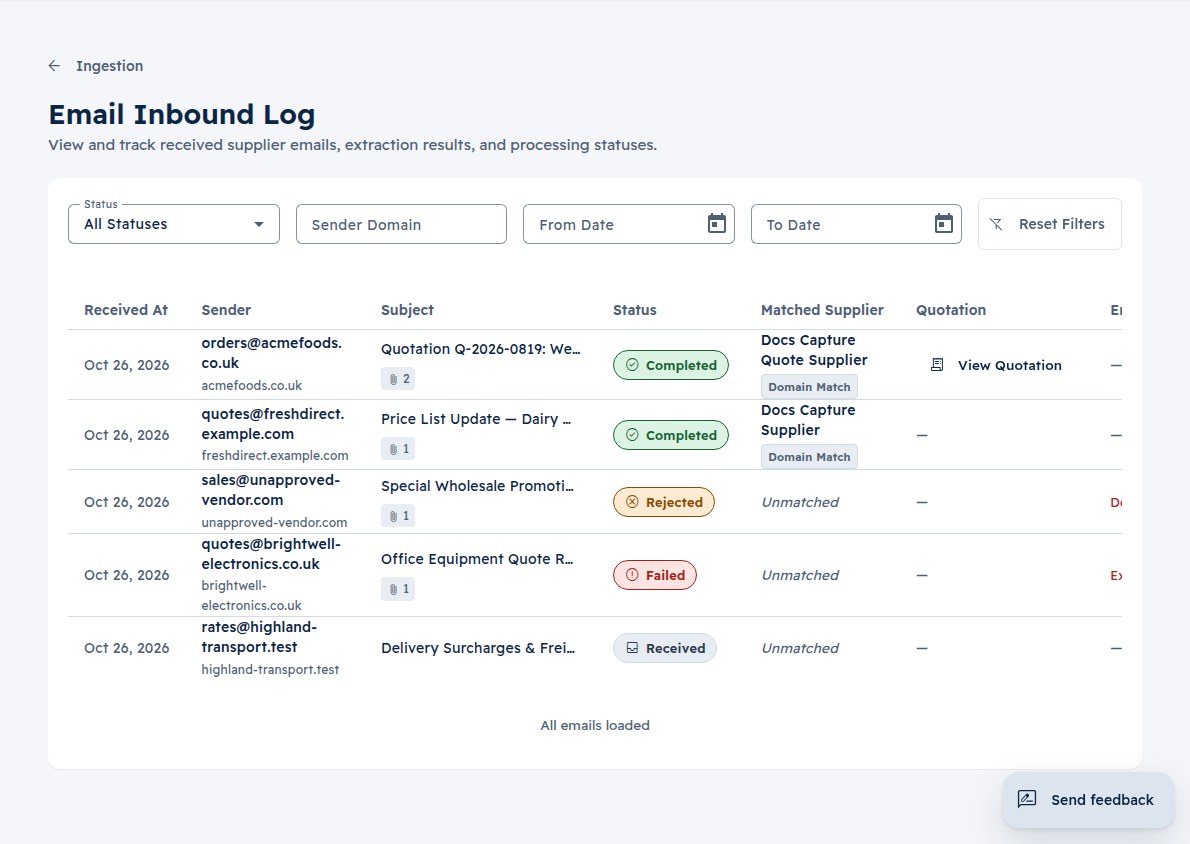 Ingestion
Email Inbound Log
View and track received supplier emails, extraction results, and processing statuses.
Status
All Statuses
Sender Domain
From Date
To Date
Reset Filters
Received At
Sender
Subject
Status
Matched Supplier
Quotation
Oct 26, 2026
orders@acmefoods.
co.uk
acmefoods.co.uk
Quotation Q-2026-0819: We…
2
Completed
Docs Capture
Quote Supplier
Domain Match
View Quotation
—
Oct 26, 2026
quotes@freshdirect.
example.com
freshdirect.example.com
Price List Update — Dairy …
1
Completed
Docs Capture
Supplier
Domain Match
—
—
Oct 26, 2026
sales@unapproved-
vendor.com
unapproved-vendor.com
Special Wholesale Promoti…
1
Rejected
Unmatched
—
Oct 26, 2026
quotes@brightwell-
electronics.co.uk
brightwell-
electronics.co.uk
Office Equipment Quote R…
1
Failed
Unmatched
—
Oct 26, 2026
rates@highland-
transport.test
highland-transport.test
Delivery Surcharges & Frei…
Received
Unmatched
—
—
All emails loaded
Send feedback